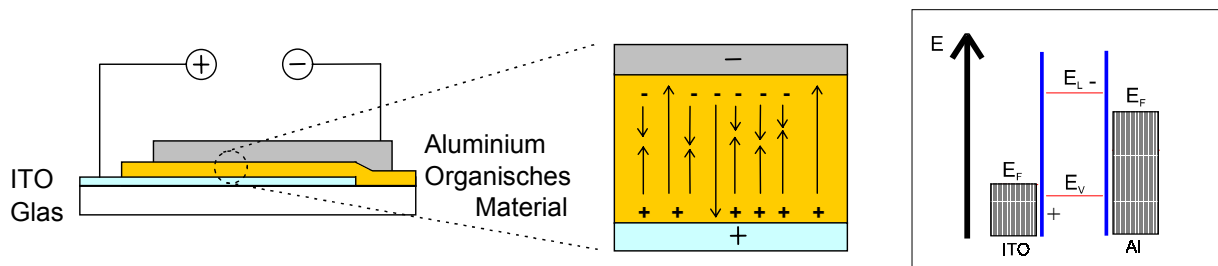 + -
ITO
Glas
Aluminium
Organisches
Material
-
- - - - - - -
+ + + + + + +
+
E
E_L -
E_F
E_F
E_V
+
ITO
Al